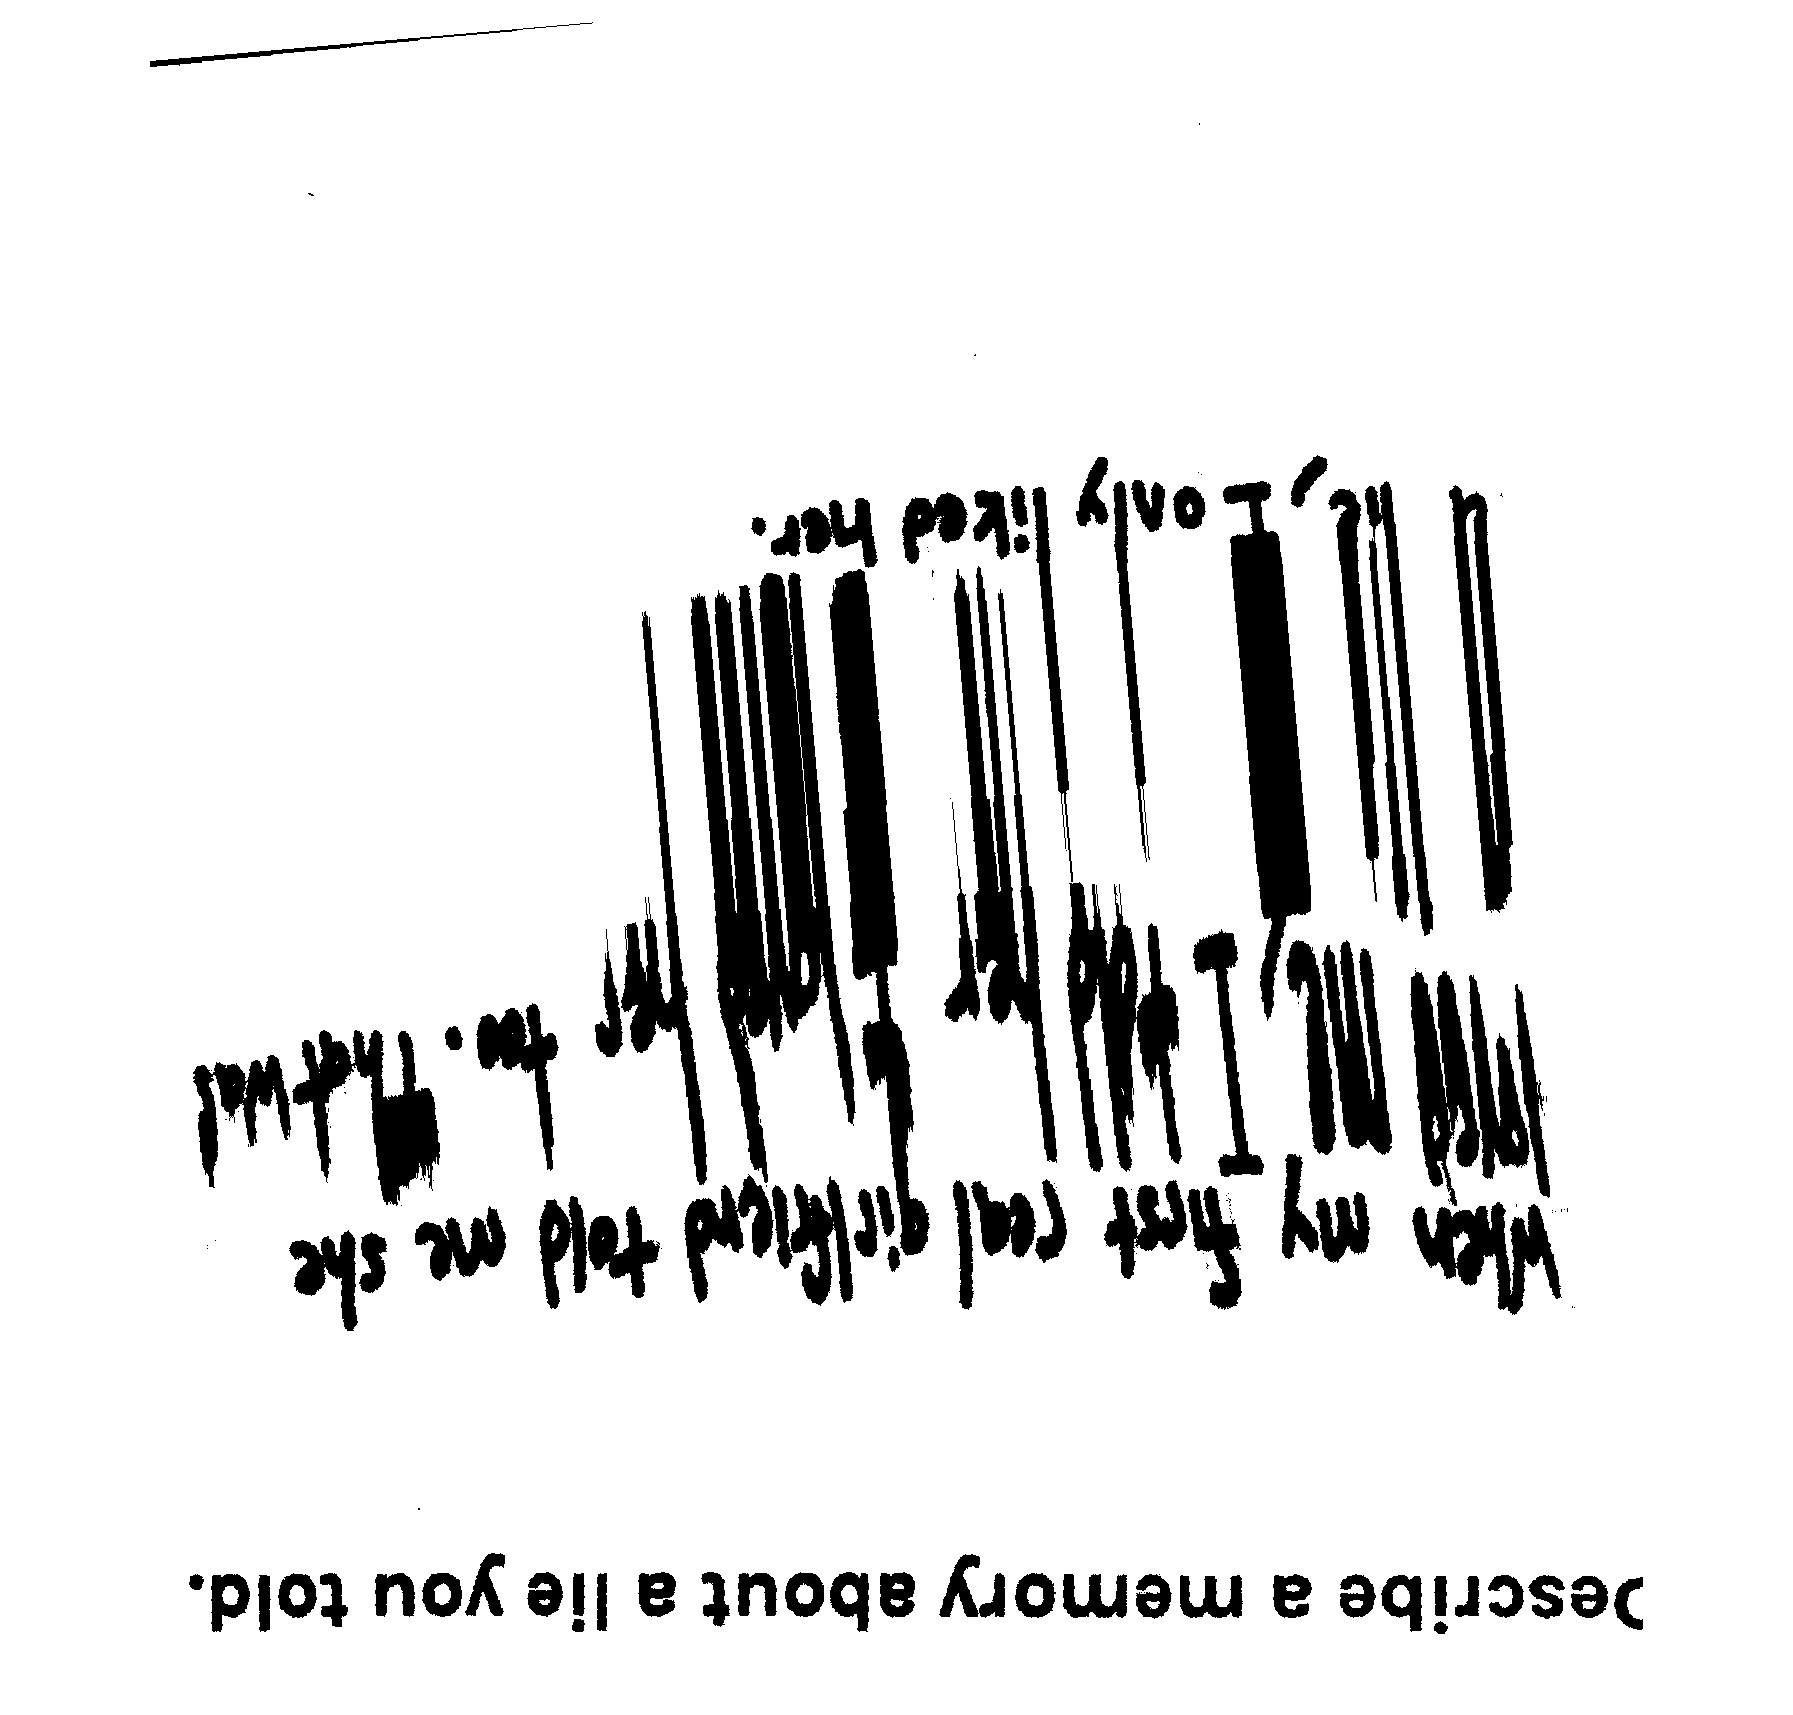 Describe a memory about a lie you told.
When my first real girlfriend told me she
loved me, I told her I loved her too. That was
a lie, I only liked her.